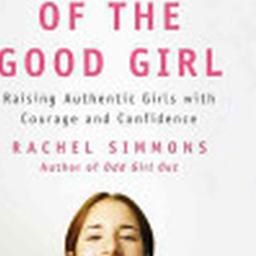 OF THE
GOOD GIRL
Raising Authentic Girls with
Courage and Confidence
RACHEL SIMMONS
Author of Odd Girl Out